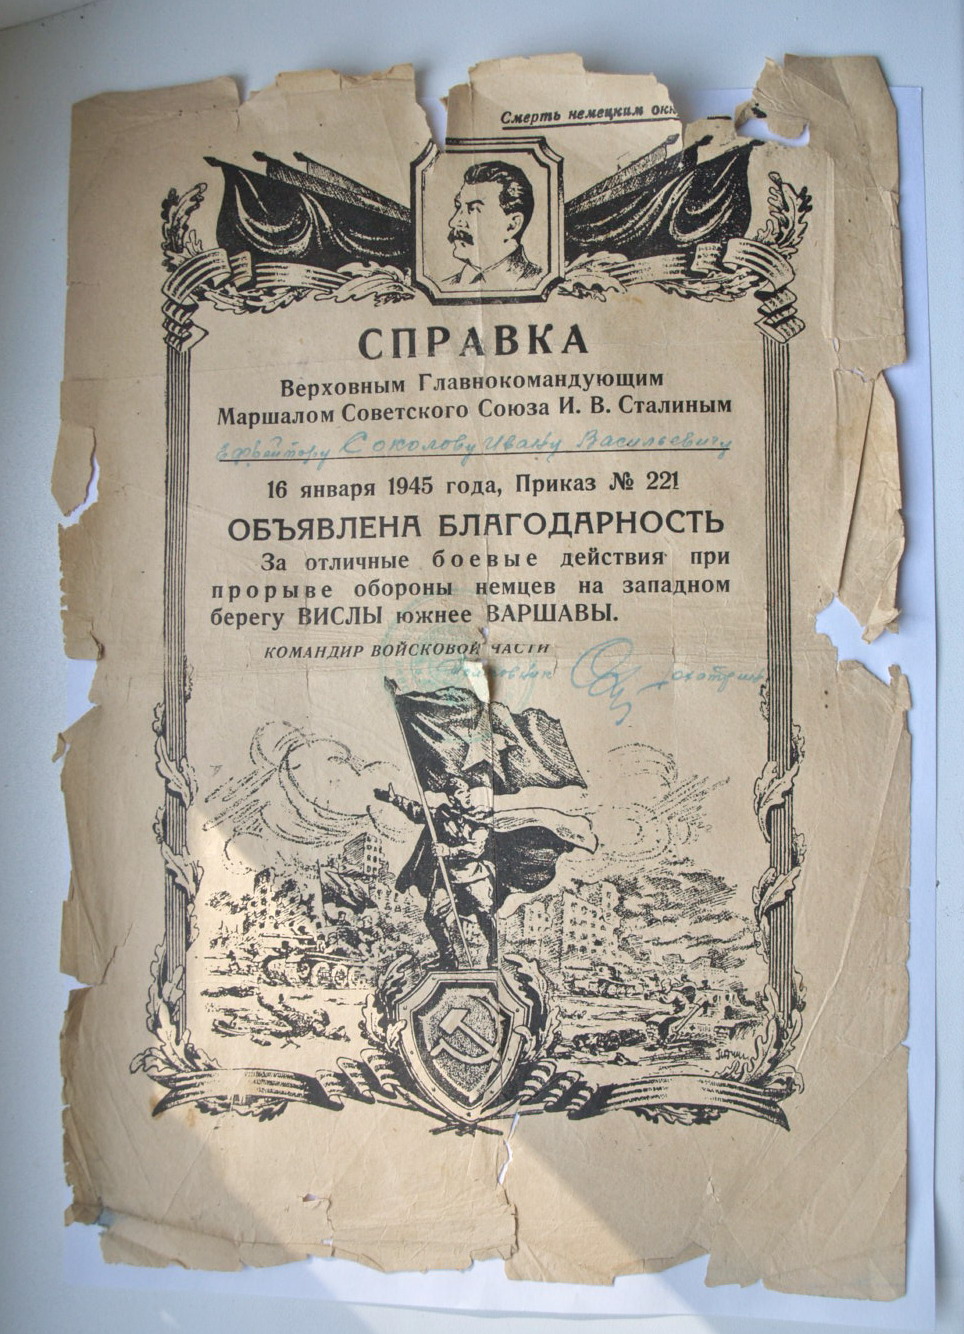 Смерть немецким
СПРАВКА
Верховным Главнокомандующим
Маршалом Советского Союза И. В. Сталиным
Ефрейтору Соколову Ивану Васильевичу
16 января 1945 года, Приказ № 221
ОБЪЯВЛЕНА БЛАГОДАРНОСТЬ
За отличные боевые действия при
прорыве обороны немцев на западном
берегу ВИСЛЫ южнее ВАРШАВЫ.
КОМАНДИР ВОЙСКОВОЙ ЧАСТИ